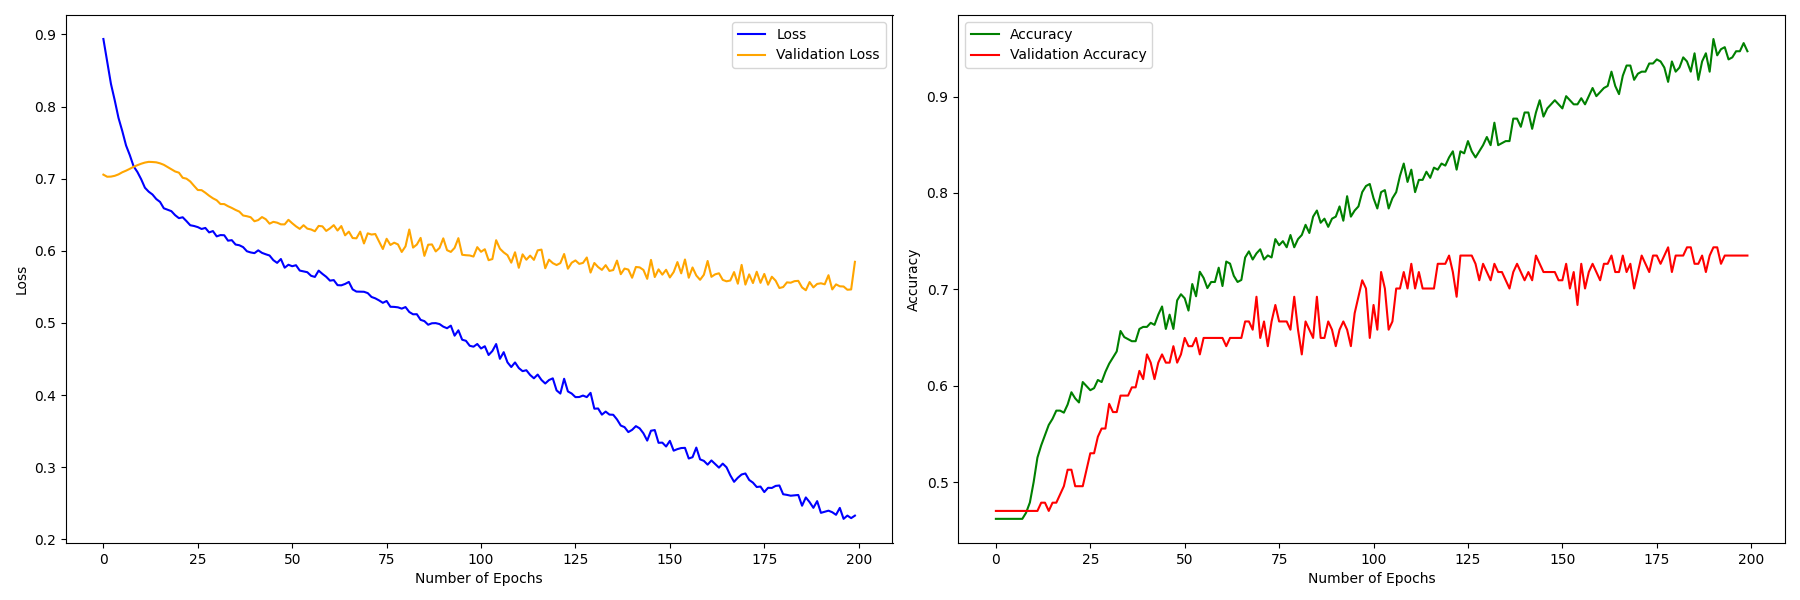 Loss
Validation Loss
0.9
0.8
0.7
0.6
0.5
0.4
0.3
0.2
Loss
0 25 50 75 100 125 150 175 200
Number of Epochs
Accuracy
Validation Accuracy
0.9
0.8
0.7
0.6
0.5
Accuracy
0 25 50 75 100 125 150 175 200
Number of Epochs